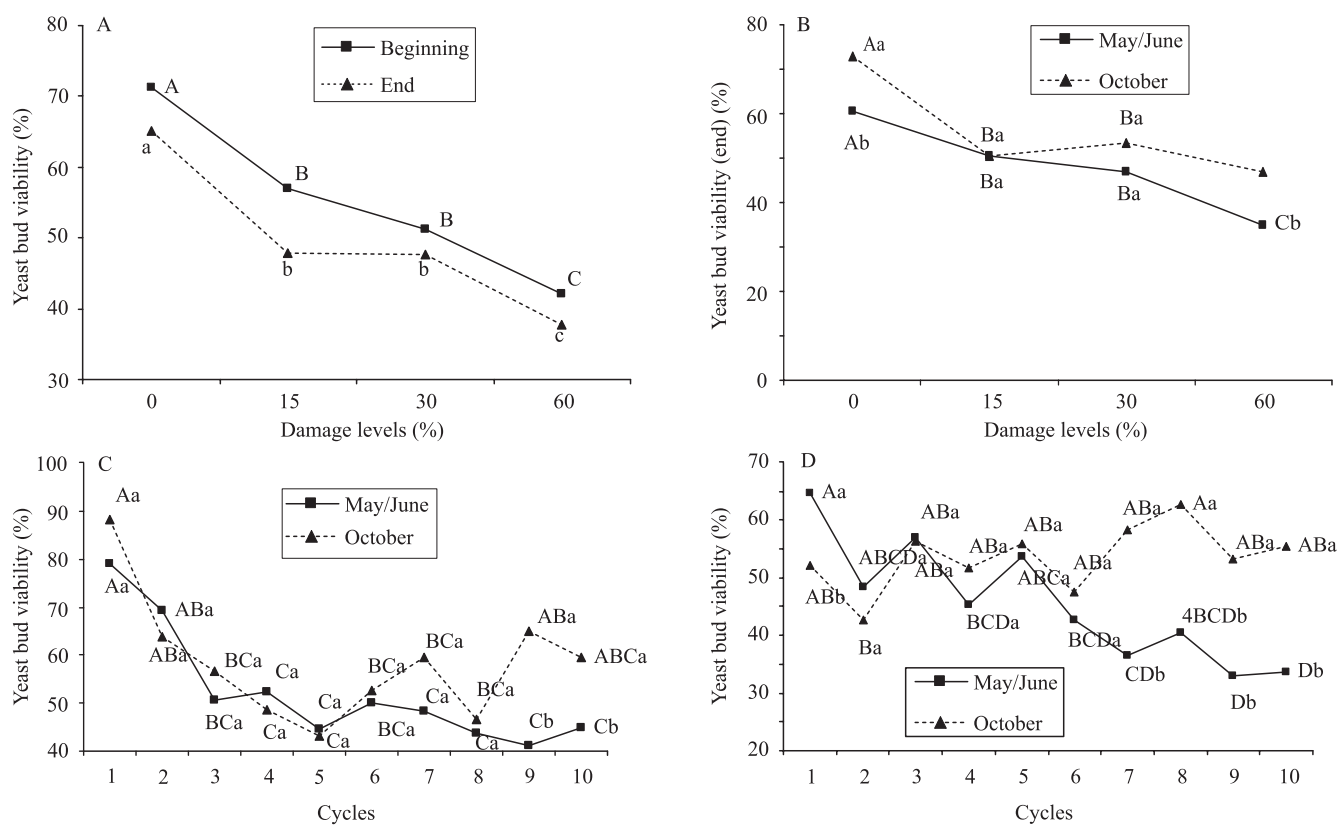 A
Yeast bud viability (%)
80
70
60
50
40
30
Beginning
End
A
B
B
C
a
b
b
c
0 15 30 60
Damage levels (%)
B
Yeast bud viability (end) (%)
80
60
40
20
0
May/June
October
Aa
Ab
Ba
Ba
Ba
Ba
Cb
0 15 30 60
Damage levels (%)
C
Yeast bud viability (%)
100
90
80
70
60
50
40
May/June
October
Aa
Aa
ABa
ABa
BCa
BCa
Ca
Ca
Ca
Ca
BCa
BCa
BCa
Ca
BCa
Ca
ABa
Cb
ABCa
Cb
1 2 3 4 5 6 7 8 9 10
Cycles
D
Yeast bud viability (%)
70
60
50
40
30
20
May/June
October
Aa
ABb
ABCDa
Ba
ABa
ABa
ABa
BCDa
ABa
ABCa
ABa
BCDa
ABa
CDb
Aa
4BCDb
ABa
Db
ABa
Db
1 2 3 4 5 6 7 8 9 10
Cycles